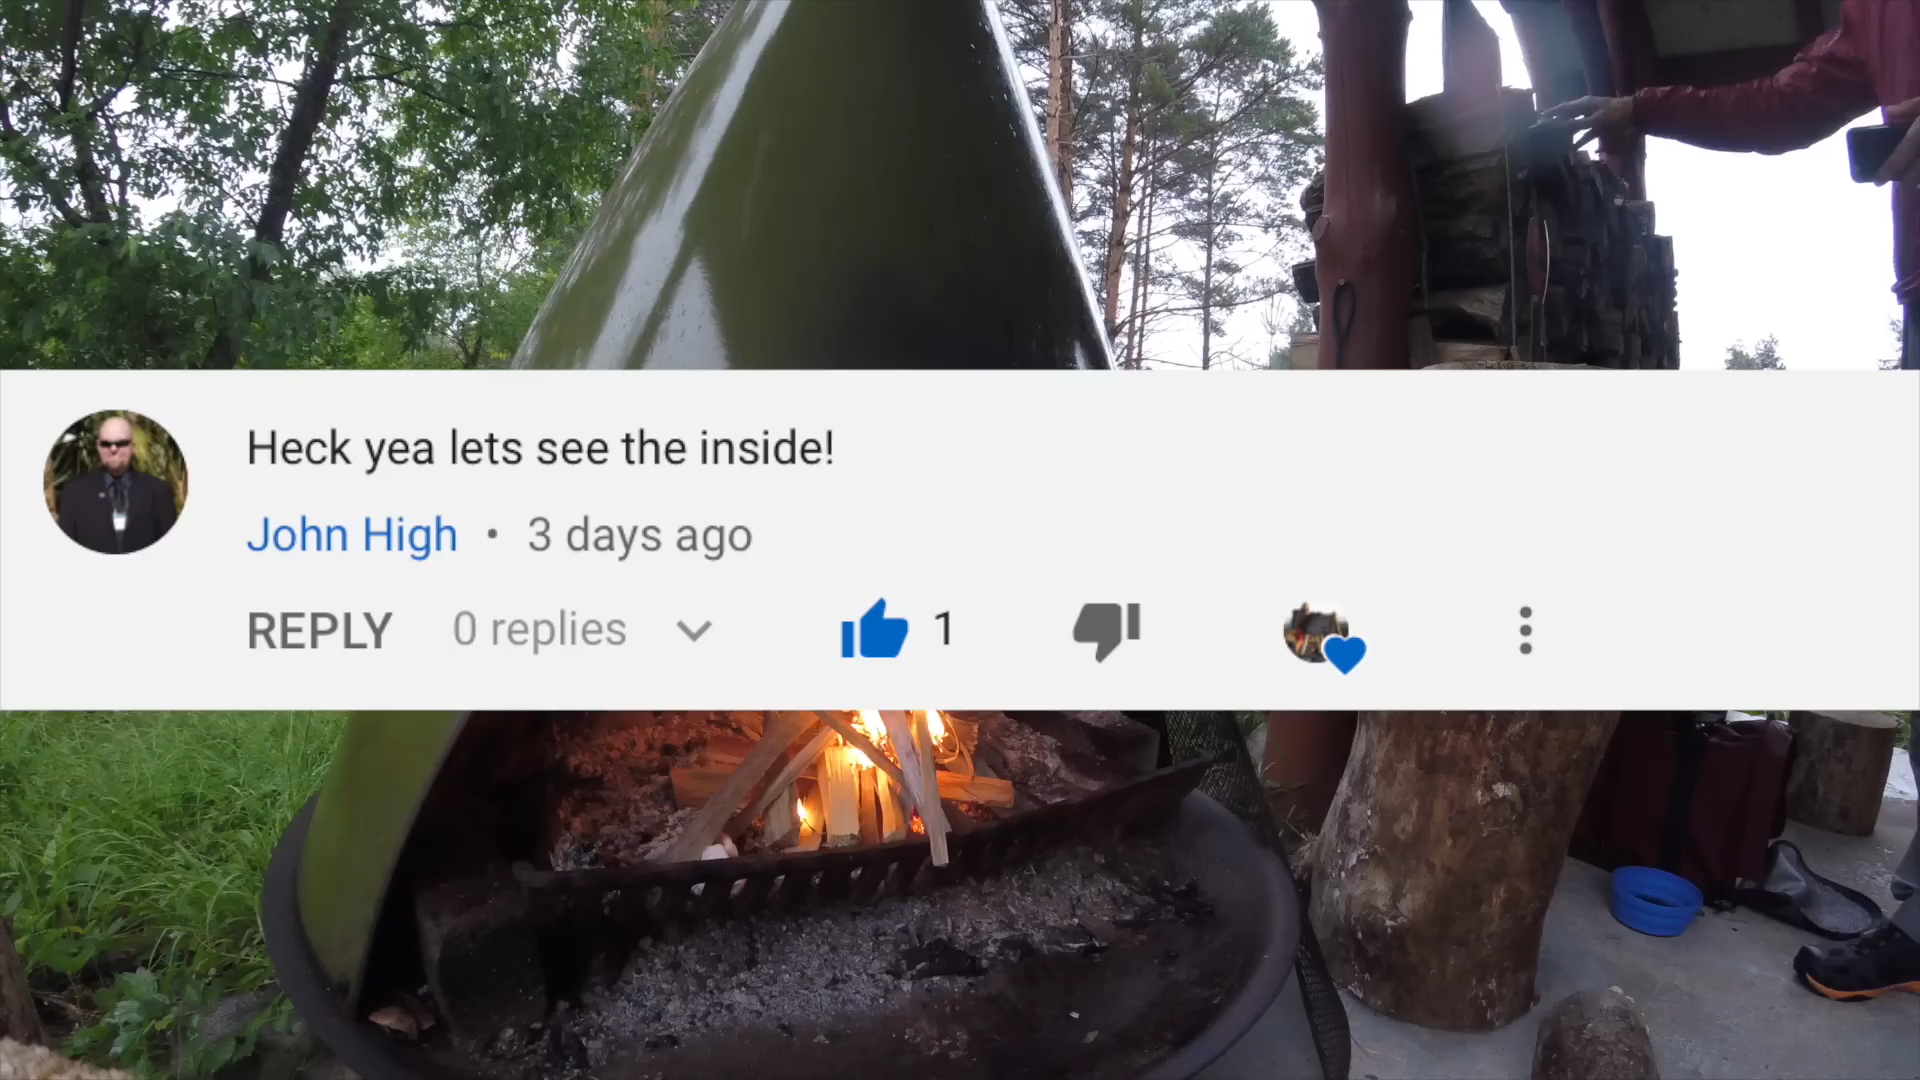 Heck yea lets see the inside!
John High • 3 days ago
REPLY 0 replies 1